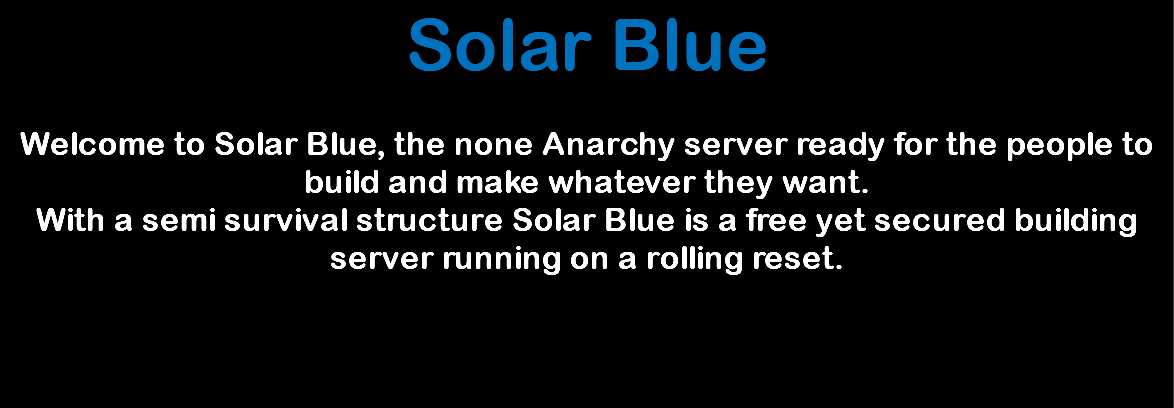 Solar Blue
Welcome to Solar Blue, the none Anarchy server ready for the people to
build and make whatever they want.
With a semi survival structure Solar Blue is a free yet secured building
server running on a rolling reset.